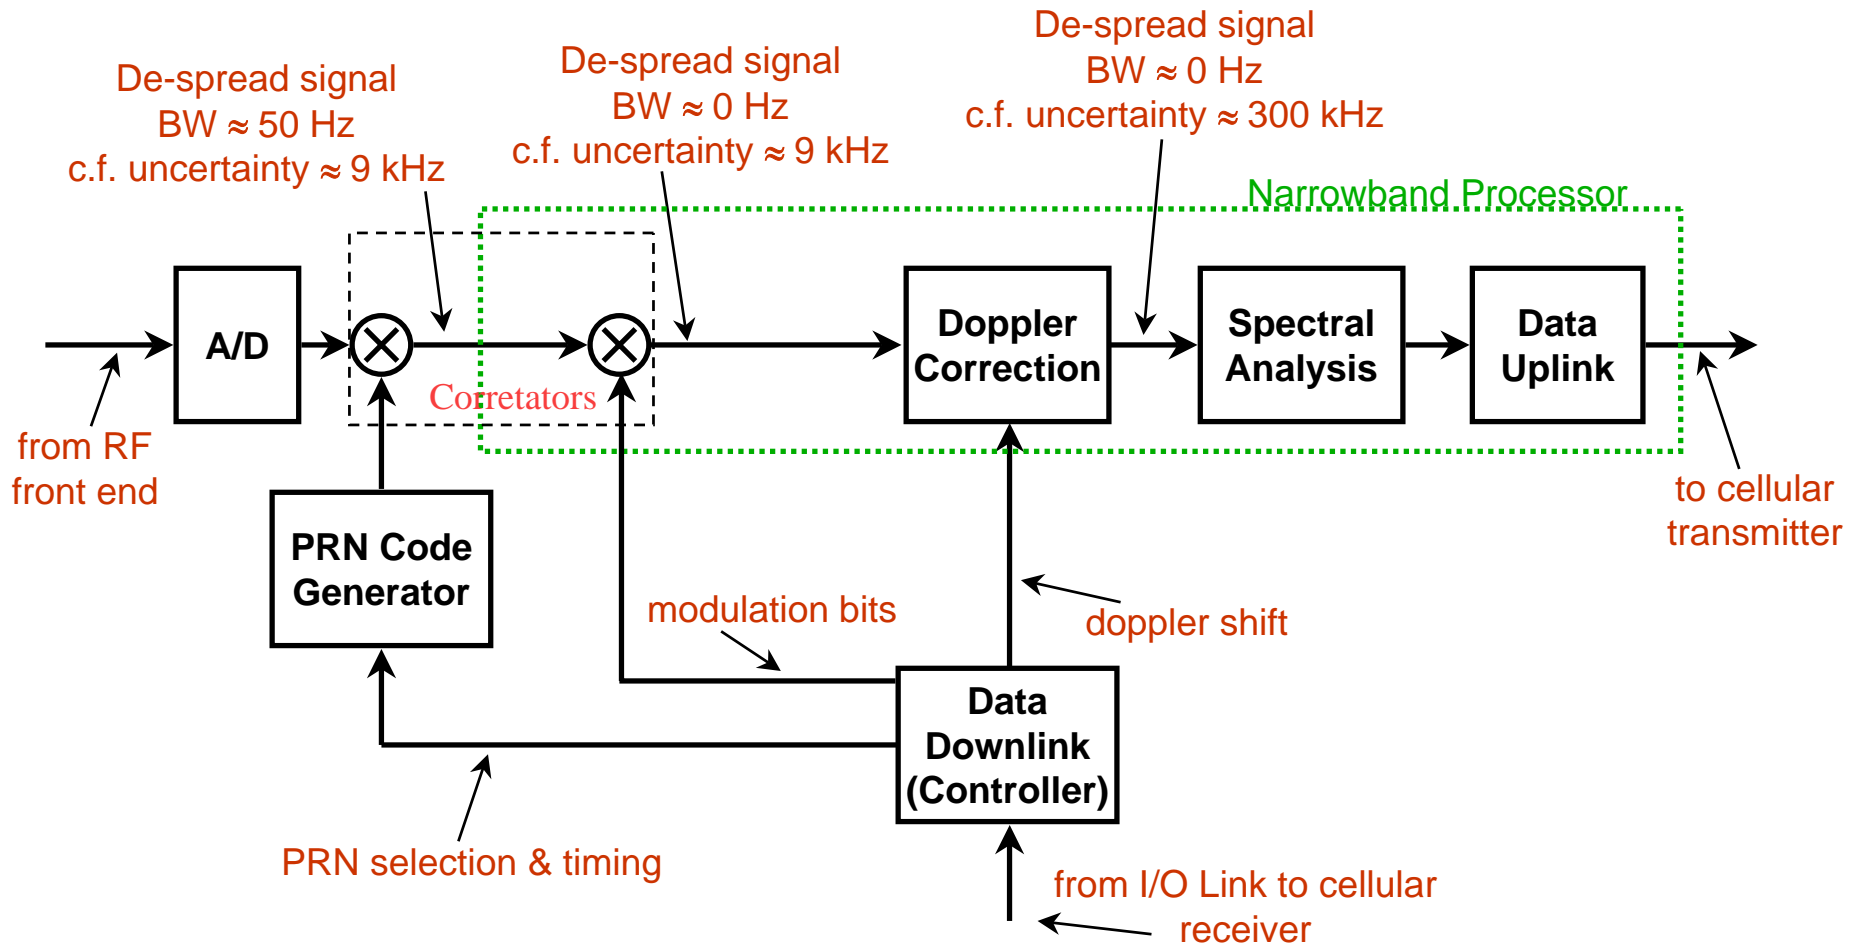 De-spread signal
BW ≈ 50 Hz
c.f. uncertainty ≈ 9 kHz
De-spread signal
BW ≈ 0 Hz
c.f. uncertainty ≈ 9 kHz
De-spread signal
BW ≈ 0 Hz
c.f. uncertainty ≈ 300 kHz
Narrowband Processor
A/D
Corretators
Doppler
Correction
Spectral
Analysis
Data
Uplink
from RF
front end
to cellular
transmitter
PRN Code
Generator
modulation bits
doppler shift
Data
Downlink
(Controller)
PRN selection & timing
from I/O Link to cellular
receiver